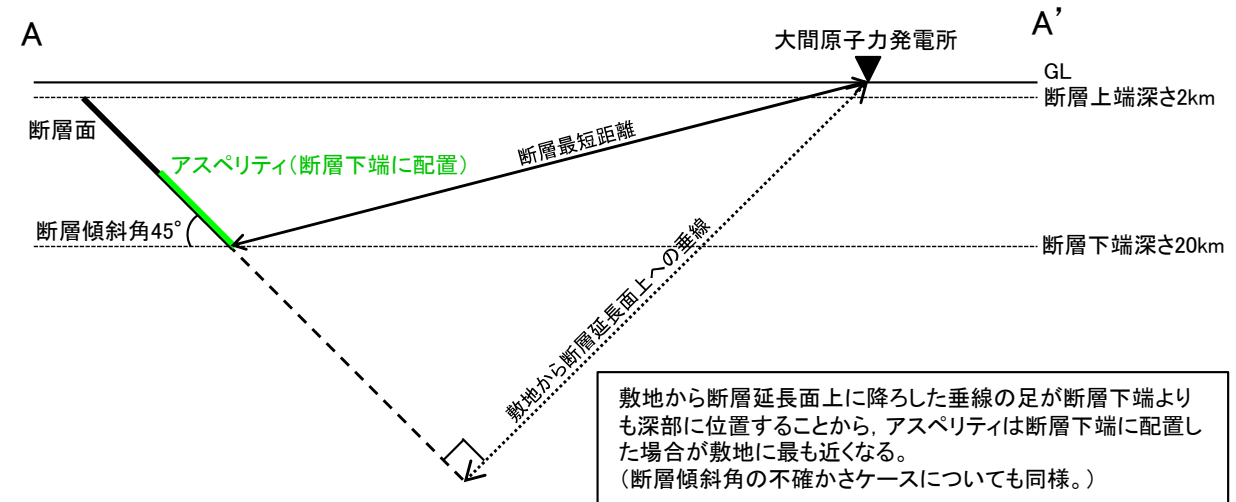 A
A’
大間原子力発電所
GL
断層上端深さ2km
断層面
アスペリティ(断層下端に配置)
断層最短距離
断層傾斜角45°
断層下端深さ20km
敷地から断層延長面上への垂線
敷地から断層延長面上に降ろした垂線の足が断層下端より
も深部に位置することから,アスペリティは断層下端に配置し
た場合が敷地に最も近くなる。
(断層傾斜角の不確かさケースについても同様。)